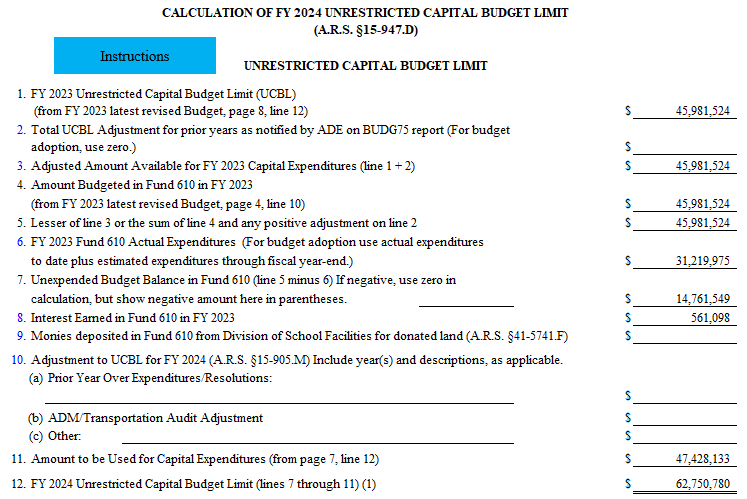 CALCULATION OF FY 2024 UNRESTRICTED CAPITAL BUDGET LIMIT
(A.R.S. §15-947.D)
Instructions
UNRESTRICTED CAPITAL BUDGET LIMIT
1. FY 2023 Unrestricted Capital Budget Limit (UCBL)
(from FY 2023 latest revised Budget, page 8, line 12) $ 45,981,524
2. Total UCBL Adjustment for prior years as notified by ADE on BUDG75 report (For budget
adoption, use zero.) $
3. Adjusted Amount Available for FY 2023 Capital Expenditures (line 1 + 2) $ 45,981,524
4. Amount Budgeted in Fund 610 in FY 2023
(from FY 2023 latest revised Budget, page 4, line 10) $ 45,981,524
5. Lesser of line 3 or the sum of line 4 and any positive adjustment on line 2 $ 45,981,524
6. FY 2023 Fund 610 Actual Expenditures (For budget adoption use actual expenditures
to date plus estimated expenditures through fiscal year-end.) $ 31,219,975
7. Unexpended Budget Balance in Fund 610 (line 5 minus 6) If negative, use zero in
calculation, but show negative amount here in parentheses. $ 14,761,549
8. Interest Earned in Fund 610 in FY 2023 $ 561,098
9. Monies deposited in Fund 610 from Division of School Facilities for donated land (A.R.S. §41-5741.F) $
10. Adjustment to UCBL for FY 2024 (A.R.S. §15-905.M) Include year(s) and descriptions, as applicable.
(a) Prior Year Over Expenditures/Resolutions:
$
(b) ADM/Transportation Audit Adjustment $
(c) Other: $
11. Amount to be Used for Capital Expenditures (from page 7, line 12) $ 47,428,133
12. FY 2024 Unrestricted Capital Budget Limit (lines 7 through 11) (1) $ 62,750,780